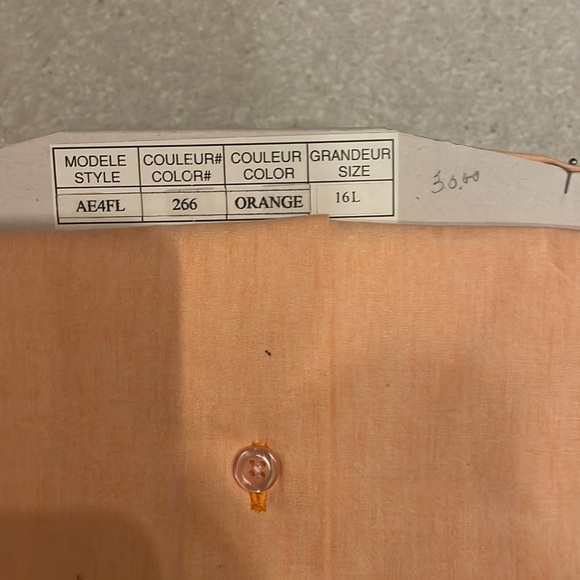 MODELE COULEUR# COULEUR GRANDEUR
STYLE COLOR# COLOR SIZE
AE4FL 266 ORANGE 16L
30.00